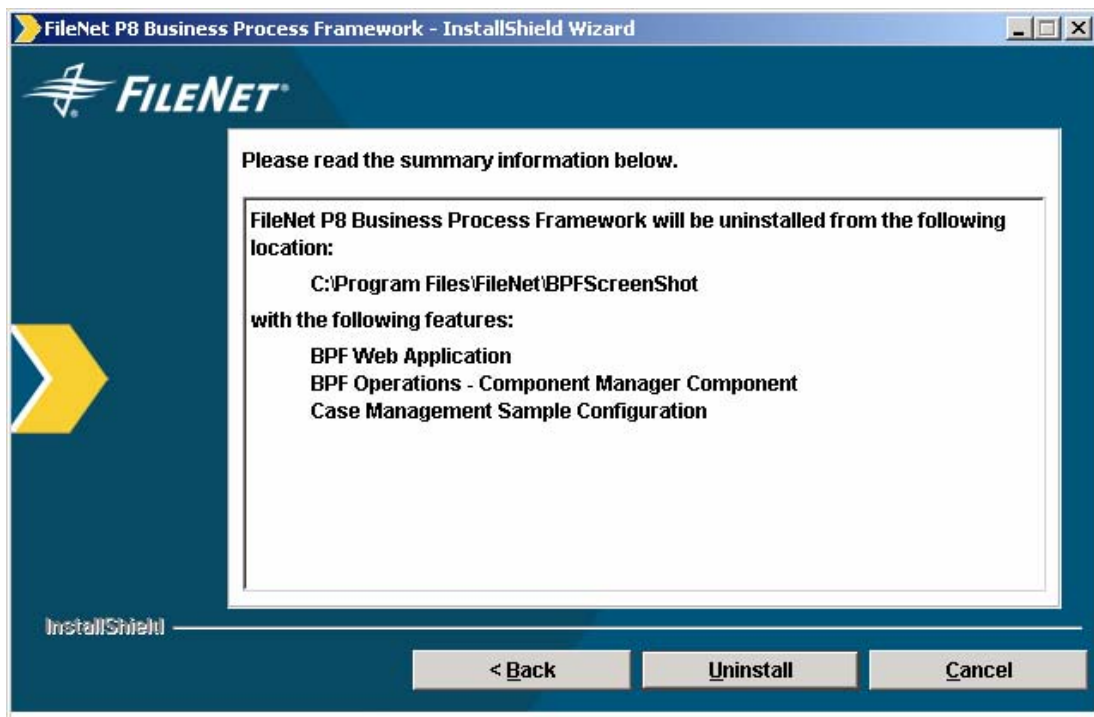 FileNet P8 Business Process Framework - InstallShield Wizard
FILENET
Please read the summary information below.
FileNet P8 Business Process Framework will be uninstalled from the following
location:
C:\Program Files\FileNet\BPFScreenShot
with the following features:
BPF Web Application
BPF Operations - Component Manager Component
Case Management Sample Configuration
InstallShield
< Back
Uninstall
Cancel